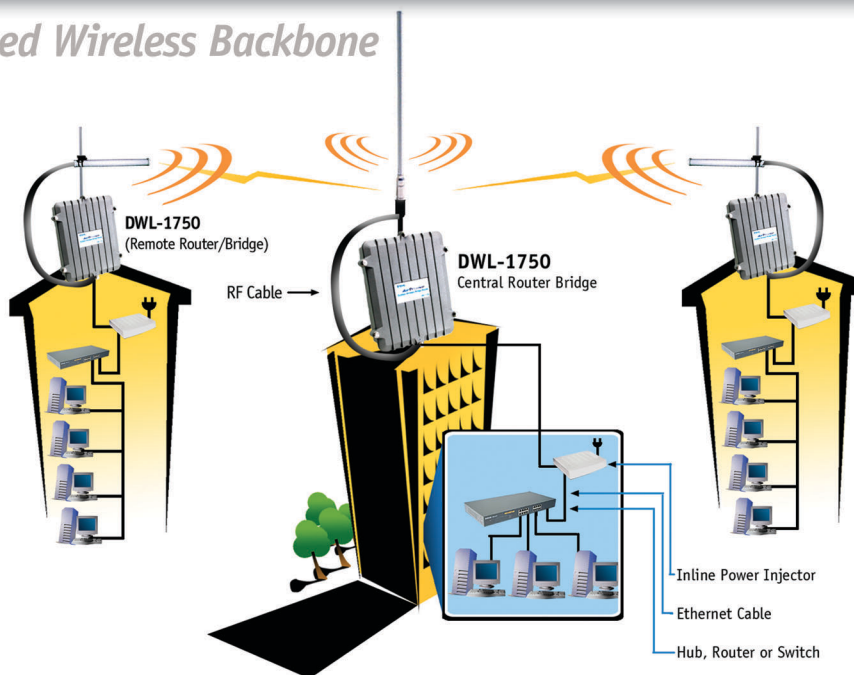 ed Wireless Backbone
DWL-1750
(Remote Router/Bridge)
RF Cable
DWL-1750
Central Router Bridge
Inline Power Injector
Ethernet Cable
Hub, Router or Switch